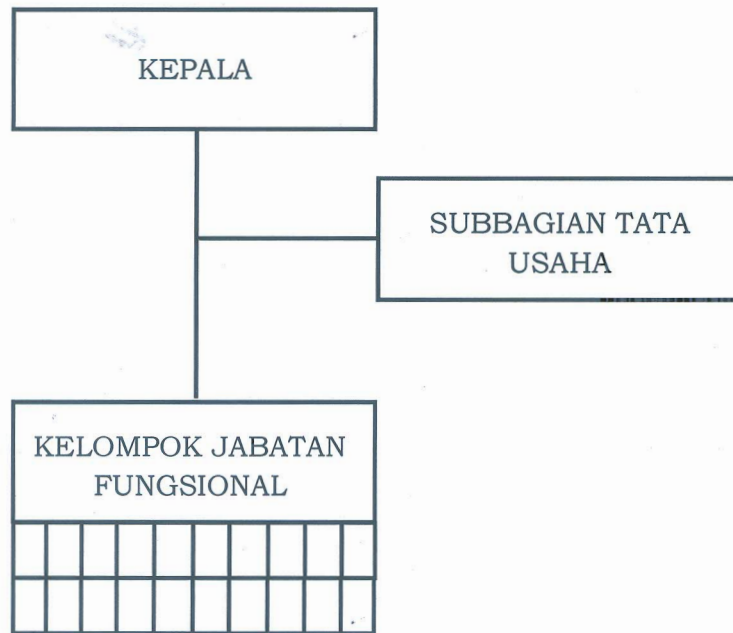 KEPALA
SUBBAGIAN TATA
USAHA
KELOMPOK JABATAN
FUNGSIONAL